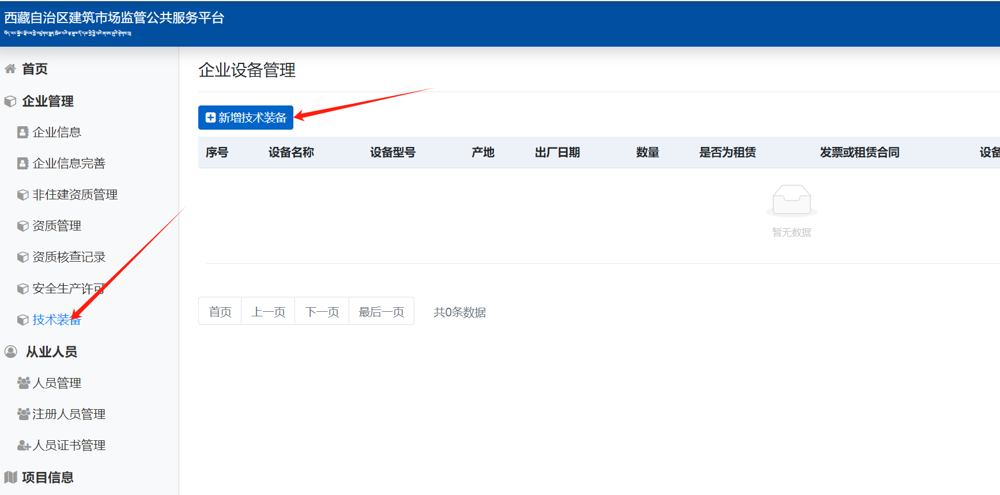 西藏自治区建筑市场监管公共服务平台
首页
企业管理
企业信息
企业信息完善
非住建资质管理
资质管理
资质核查记录
安全生产许可
技术装备
从业人员
人员管理
注册人员管理
人员证书管理
项目信息
企业设备管理
新增技术装备
序号 设备名称 设备型号 产地 出厂日期 数量 是否为租赁 发票或租赁合同 设备
暂无数据
首页 上一页 下一页 最后一页 共0条数据